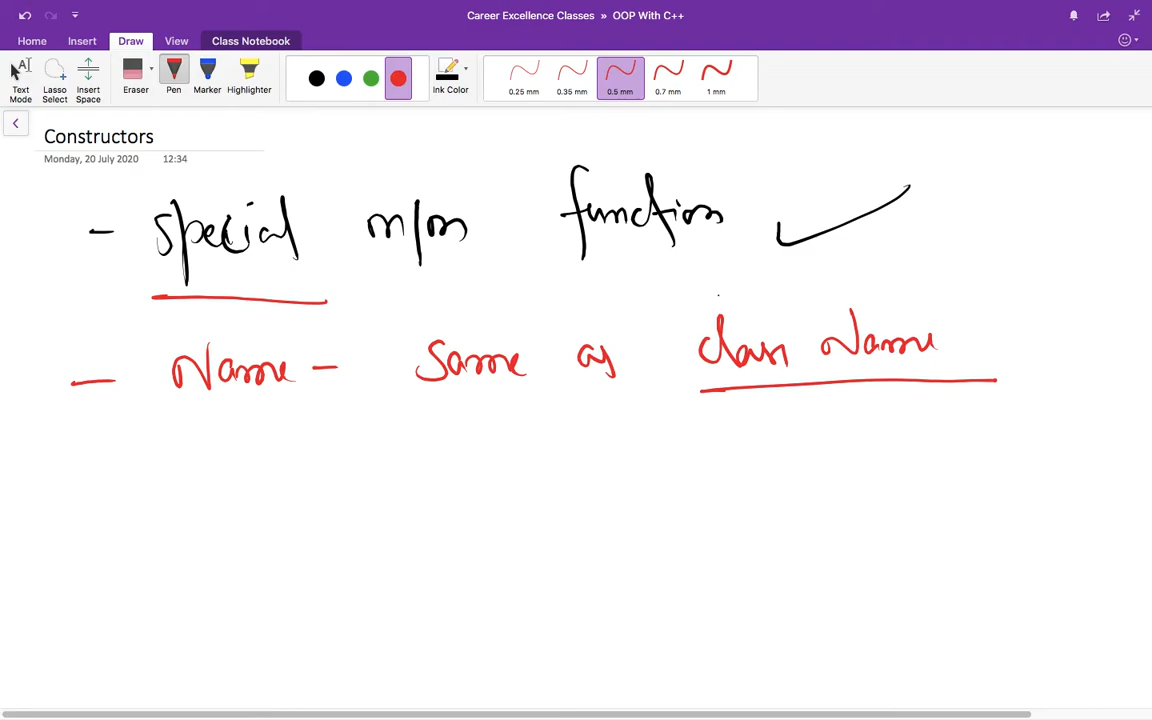 Career Excellence Classes » OOP With C++
Home Insert Draw View Class Notebook
A
Text Mode Lasso Select Insert Space Eraser Pen Marker Highlighter Ink Color 0.25 mm 0.35 mm 0.5 mm 0.7 mm 1 mm
Constructors
Monday, 20 July 2020 12:34
- special m/m function
- Name - Same as class Name